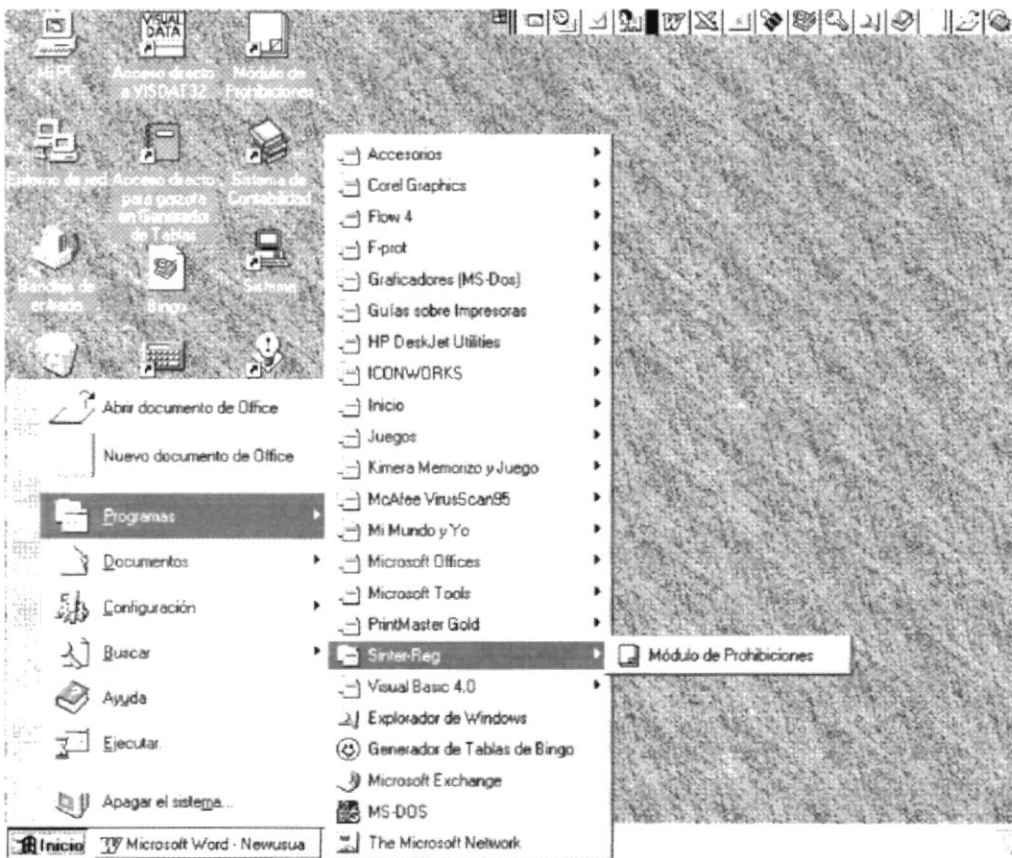 Mi PC
VISUAL
DATA
Acceso directo
a VISDAT32
Módulo de
Prohibiciones
Entorno de red
Acceso directo
para garzota
en Generador
de Tablas
Sistema de
Contabilidad
Bandeja de
entrada
Bingo
Sistema
Abrir documento de Office
Nuevo documento de Office
Programas
Documentos
Configuración
Buscar
Ayuda
Ejecutar...
Apagar el sistema...
Accesorios
Corel Graphics
Flow 4
F-prot
Graficadores (MS-Dos)
Guías sobre Impresoras
HP DeskJet Utilities
ICONWORKS
Inicio
Juegos
Kimera Memorizo y Juego
McAfee VirusScan95
Mi Mundo y Yo
Microsoft Offices
Microsoft Tools
PrintMaster Gold
Sinter-Reg
Visual Basic 4.0
Explorador de Windows
Generador de Tablas de Bingo
Microsoft Exchange
MS-DOS
The Microsoft Network
Módulo de Prohibiciones
Inicio
Microsoft Word - Newusua